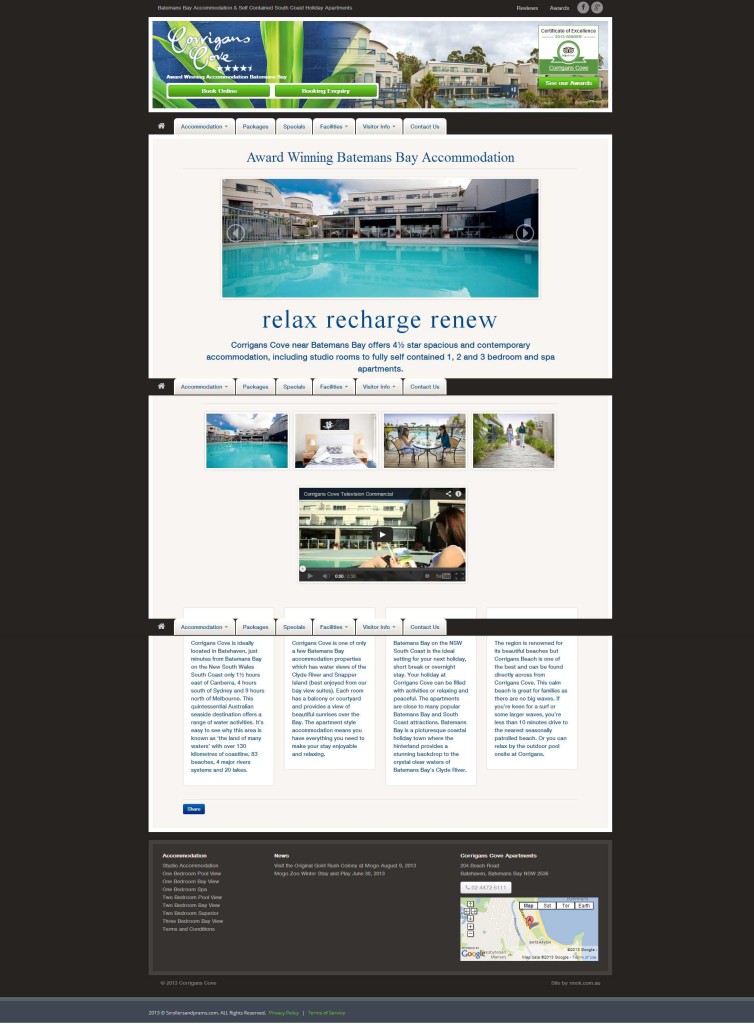 Batemans Bay Accommodation & Self Contained South Coast Holiday Apartments
Reviews Awards
Corrigans Cove
Award Winning Accommodation Batemans Bay
Book Online Booking Enquiry
Certificate of Excellence
2013 WINNER
Corrigans Cove
See our Awards
Accommodation Packages Specials Facilities Visitor Info Contact Us
Award Winning Batemans Bay Accommodation
relax recharge renew
Corrigans Cove near Batemans Bay offers 4½ star spacious and contemporary
accommodation, including studio rooms to fully self contained 1, 2 and 3 bedroom and spa
apartments.
Accommodation Packages Specials Facilities Visitor Info Contact Us
Corrigans Cove Television Commercial
0:00 / 0:30
Accommodation Packages Specials Facilities Visitor Info Contact Us
Corrigans Cove is ideally
located in Batehaven, just
minutes from Batemans Bay
on the New South Wales
South Coast only 1½ hours
east of Canberra, 4 hours
south of Sydney and 9 hours
north of Melbourne. This
quintessential Australian
seaside destination offers a
range of water activities. It's
easy to see why this area is
known as 'the land of many
waters' with over 130
kilometres of coastline, 83
beaches, 4 major rivers
systems and 20 lakes.
Corrigans Cove is one of only
a few Batemans Bay
accommodation properties
which has water views of the
Clyde River and Snapper
Island (best enjoyed from our
bay view suites). Each room
has a balcony or courtyard
and provides a view of
beautiful sunrises over the
Bay. The apartment style
accommodation means you
have everything you need to
make your stay enjoyable
and relaxing.
Batemans Bay on the NSW
South Coast is the ideal
setting for your next holiday,
short break or overnight
stay. Your holiday at
Corrigans Cove can be filled
with activities or relaxing and
peaceful. The apartments
are close to many popular
Batemans Bay and South
Coast attractions. Batemans
Bay is a picturesque coastal
holiday town where the
hinterland provides a
stunning backdrop to the
crystal clear waters of
Batemans Bay's Clyde River.
The region is renowned for
its beautiful beaches but
Corrigans Beach is one of
the best and can be found
directly across from
Corrigans Cove. This calm
beach is great for families as
there are no big waves. If
you're keen for a surf or
some larger waves, you're
less than 10 minutes drive to
the nearest seasonally
patrolled beach. Or you can
relax by the outdoor pool
onsite at Corrigans.
Share
Accommodation
Studio Accommodation
One Bedroom Pool View
One Bedroom Bay View
One Bedroom Spa
Two Bedroom Pool View
Two Bedroom Bay View
Two Bedroom Superior
Three Bedroom Bay View
Terms and Conditions
News
Visit the Original Gold Rush Colony at Mogo August 9, 2013
Mogo Zoo Winter Stay and Play June 30, 2013
Corrigans Cove Apartments
204 Beach Road
Batehaven, Batemans Bay NSW 2536
02 4472 6111
Map Sat Ter Earth
BATEHAVEN
Google
Map data ©2013 Google - Terms of Use
© 2013 Corrigans Cove
2013 © Scrollersandprams.com. ALL Rights Reserved. Privacy Policy | Terms of Service